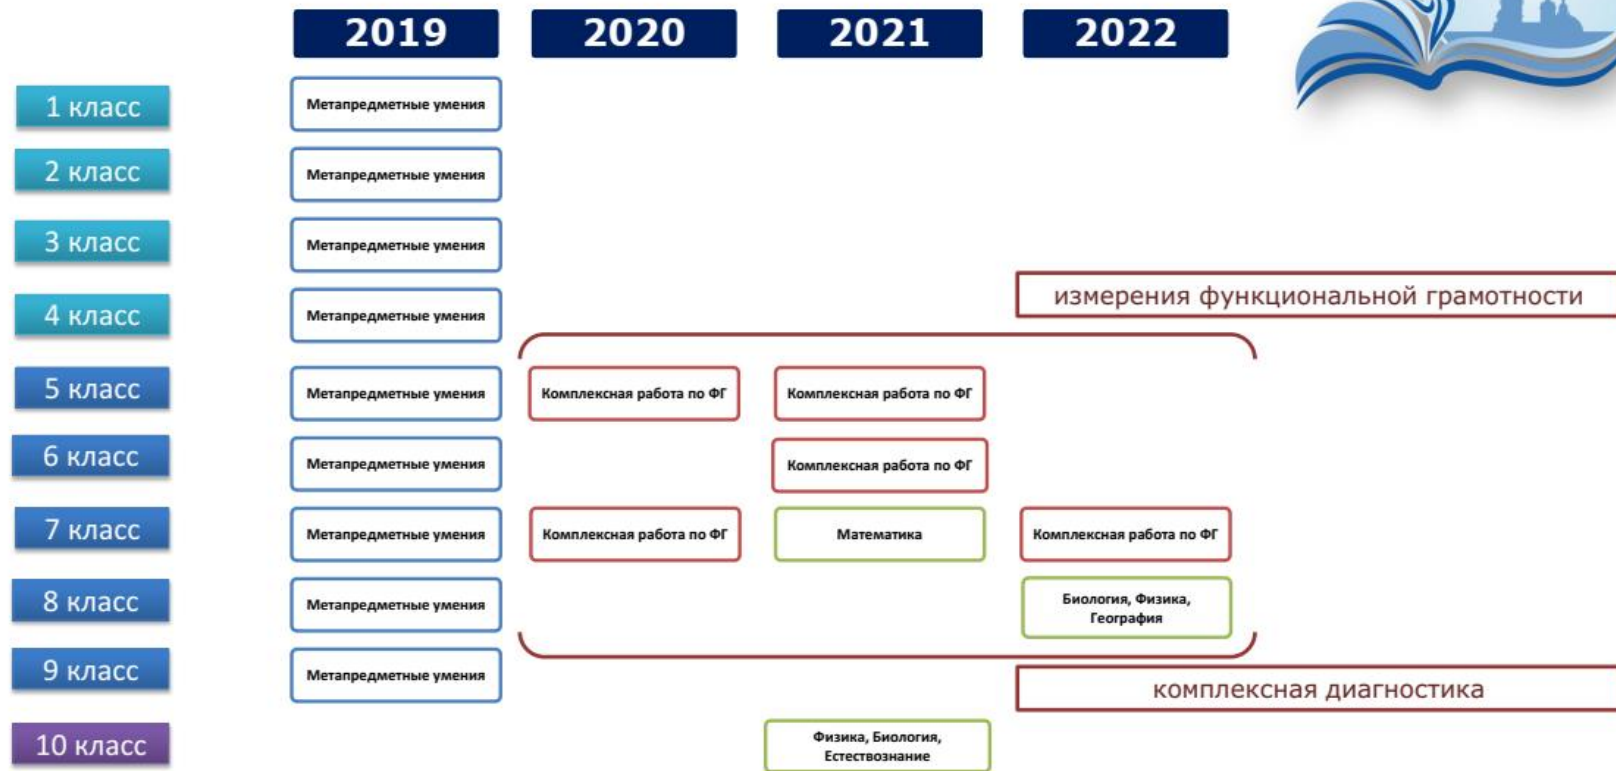 2019 2020 2021 2022
1 класс Метапредметные умения
2 класс Метапредметные умения
3 класс Метапредметные умения
измерения функциональной грамотности
4 класс Метапредметные умения
5 класс Метапредметные умения Комплексная работа по ФГ Комплексная работа по ФГ
6 класс Метапредметные умения Комплексная работа по ФГ
7 класс Метапредметные умения Комплексная работа по ФГ Математика Комплексная работа по ФГ
8 класс Метапредметные умения Биология, Физика,
География
9 класс Метапредметные умения
комплексная диагностика
10 класс Физика, Биология,
Естествознание